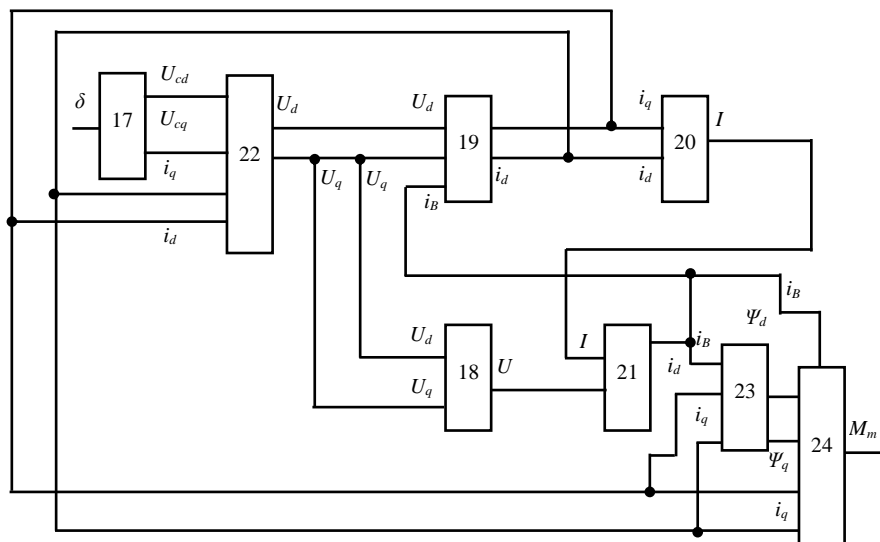 U_cd
δ
17
U_cq
i_q
i_d
22
U_d
U_q
U_q
U_d
19
i_B
i_d
i_q
20
i_d
I
i_B
Ψ_d
U_d
18
U_q
U
I
21
i_B
i_d
i_q
23
Ψ_q
24
M_m
i_q